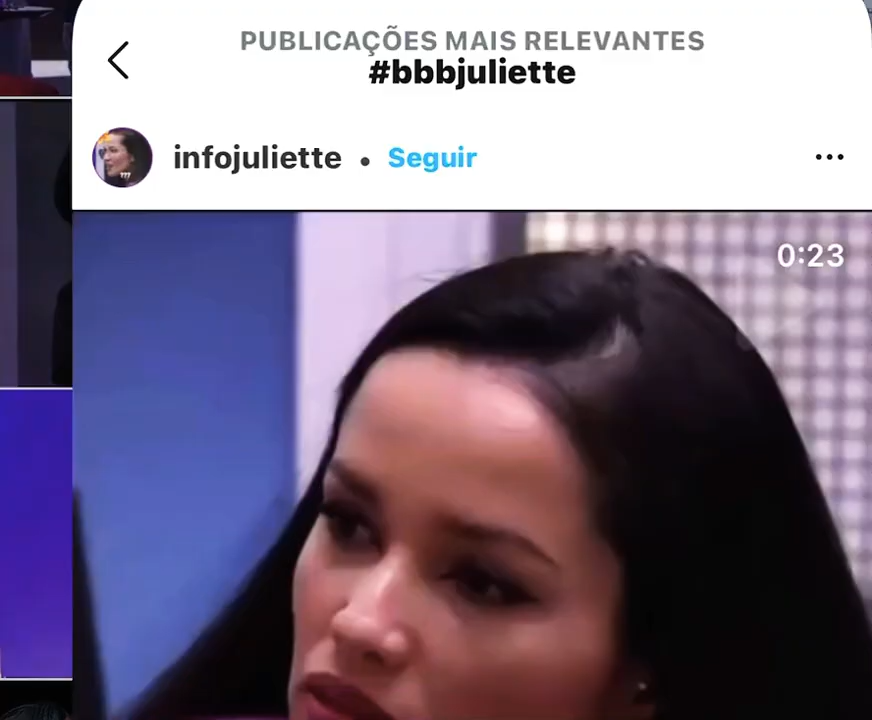 PUBLICAÇÕES MAIS RELEVANTES
#bbbjuliette
infojuliette • Seguir
0:23